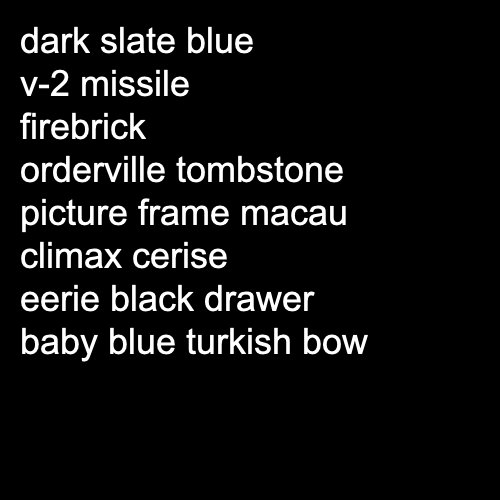 dark slate blue
v-2 missile
firebrick
orderville tombstone
picture frame macau
climax cerise
eerie black drawer
baby blue turkish bow